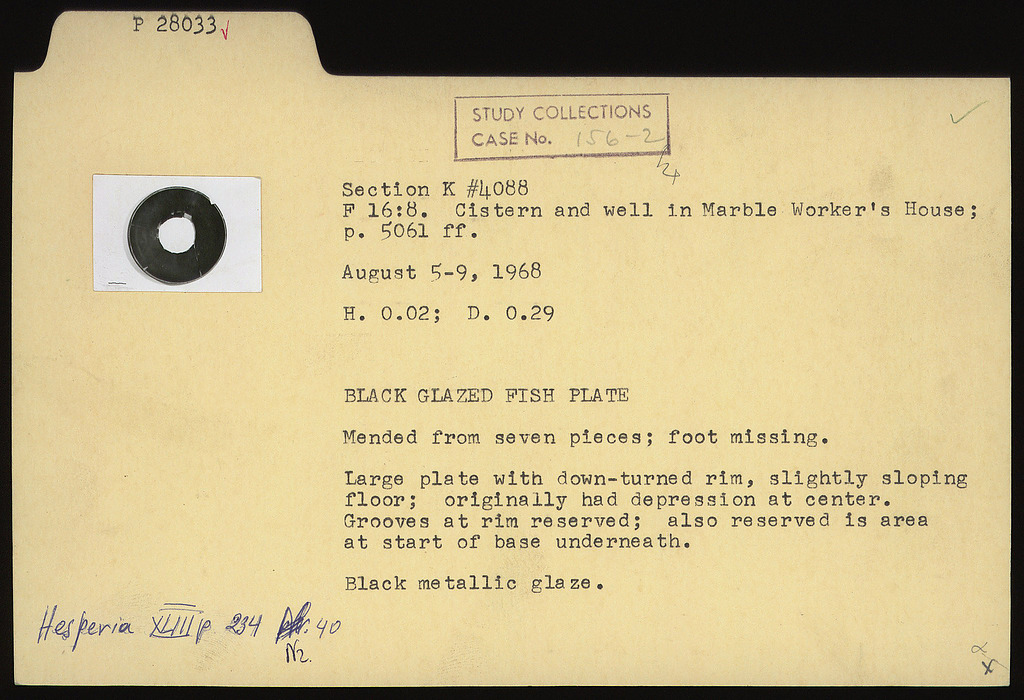 P 28033
STUDY COLLECTIONS
CASE No. 156-2
Section K #4088
F 16:8. Cistern and well in Marble Worker's House;
p. 5061 ff.
August 5-9, 1968
H. 0.02; D. 0.29
BLACK GLAZED FISH PLATE
Mended from seven pieces; foot missing.
Large plate with down-turned rim, slightly sloping
floor; originally had depression at center.
Grooves at rim reserved; also reserved is area
at start of base underneath.
Black metallic glaze.
Hesperia XLIII p 234 40
Nr.